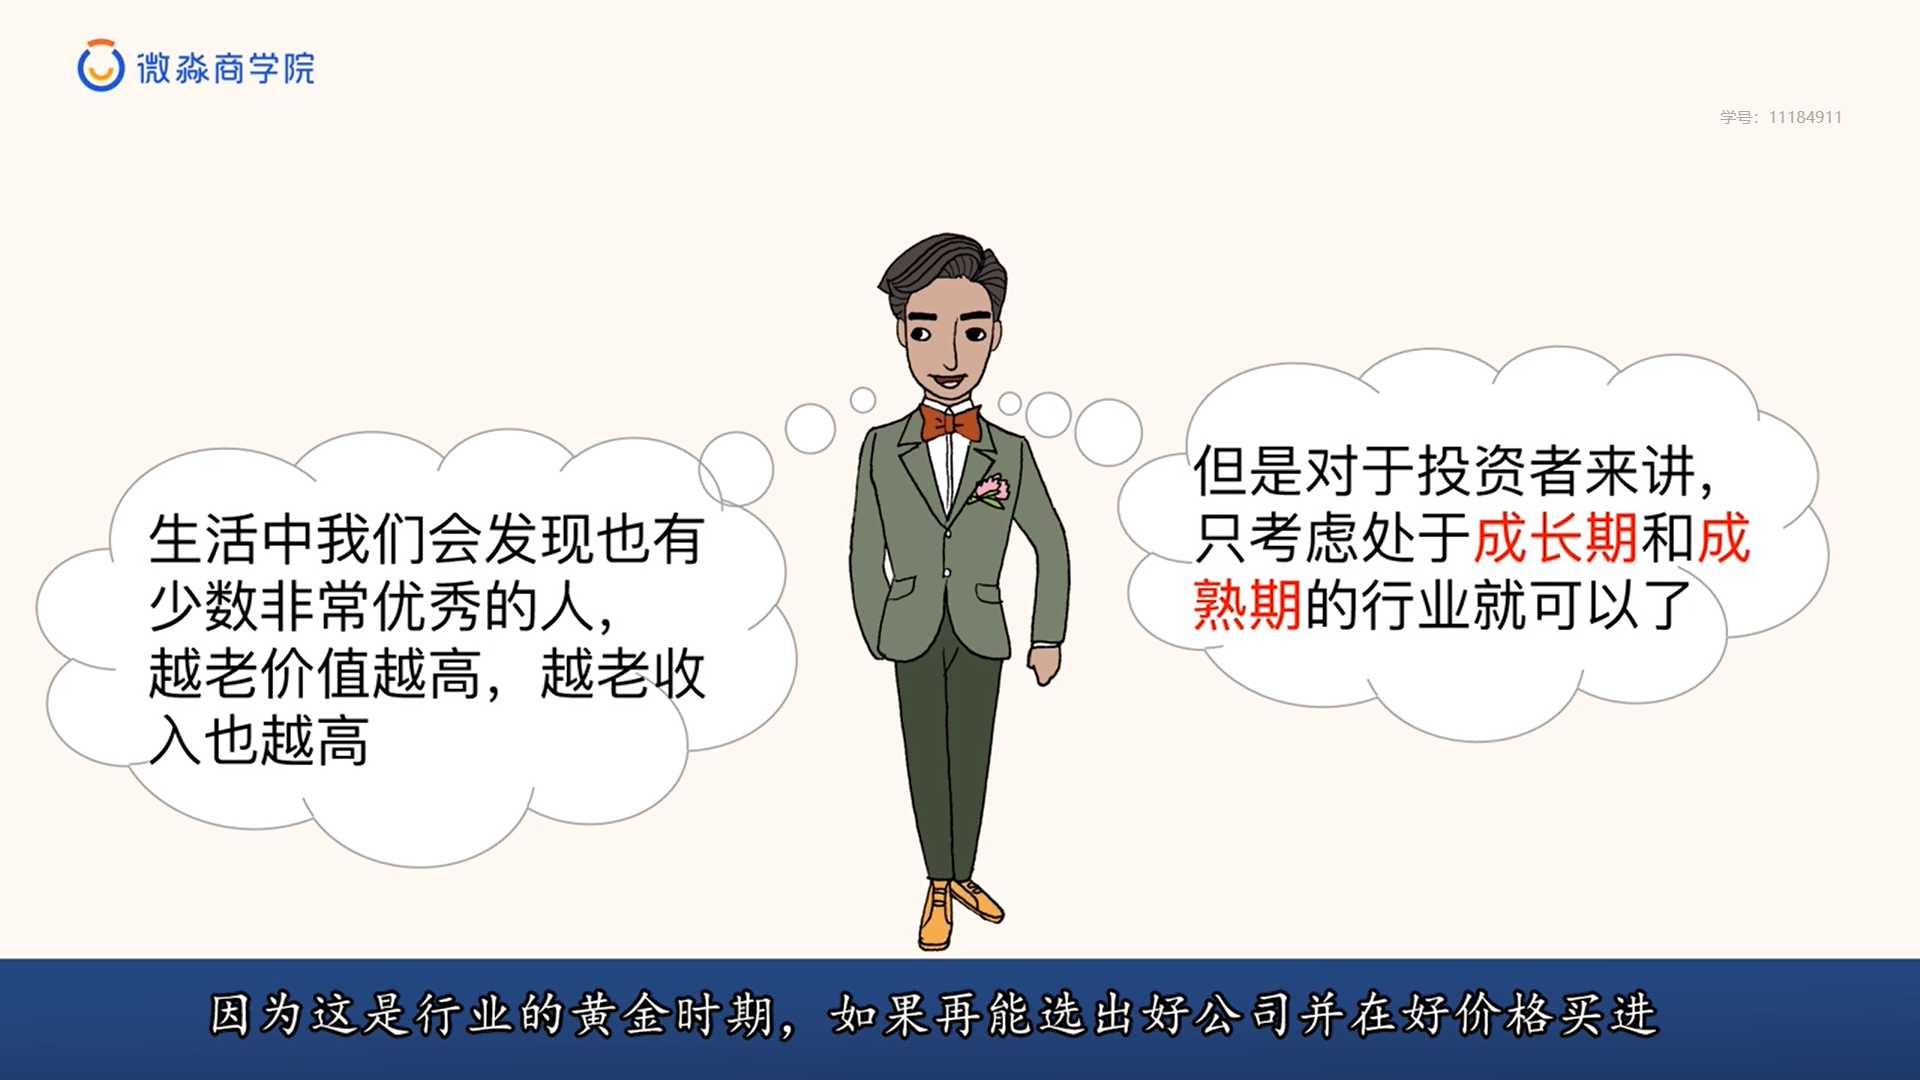 微淼商学院
学号：11184911
生活中我们会发现也有
少数非常优秀的人，
越老价值越高，越老收
入也越高
但是对于投资者来讲，
只考虑处于成长期和成
熟期的行业就可以了
因为这是行业的黄金时期，如果再能选出好公司并在好价格买进